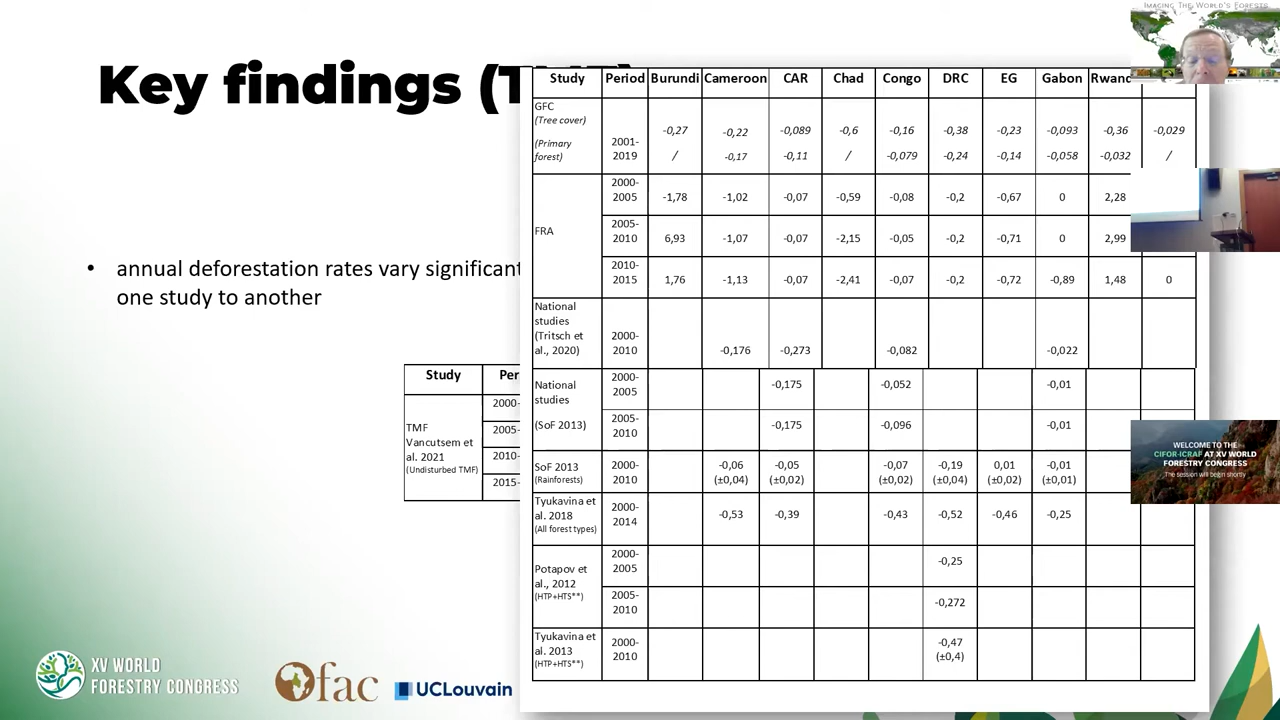 IMAGING THE WORLD'S FORESTS
Key findings (T
• annual deforestation rates vary significant
one study to another
Study Per
TMF
Vancutsem et
al. 2021
(Undisturbed TMF)
2000-
2005-
2010-
2015-
Study Period Burundi Cameroon CAR Chad Congo DRC EG Gabon Rwand
GFC
(Tree cover) -0,27 -0,22 -0,089 -0,6 -0,16 -0,38 -0,23 -0,093 -0,36 -0,029
(Primary
forest) 2001-
2019 / -0,17 -0,11 / -0,079 -0,24 -0,14 -0,058 -0,032 /
FRA
2000-
2005 -1,78 -1,02 -0,07 -0,59 -0,08 -0,2 -0,67 0 2,28
2005-
2010 6,93 -1,07 -0,07 -2,15 -0,05 -0,2 -0,71 0 2,99
2010-
2015 1,76 -1,13 -0,07 -2,41 -0,07 -0,2 -0,72 -0,89 1,48 0
National
studies
(Tritsch et
al., 2020) 2000-
2010 -0,176 -0,273 -0,082 -0,022
National
studies
(SoF 2013)
2000-
2005 -0,175 -0,052 -0,01
2005-
2010 -0,175 -0,096 -0,01
SoF 2013
(Rainforests) 2000-
2010 -0,06 -0,05 -0,07 -0,19 0,01 -0,01
(±0,04) (±0,02) (±0,02) (±0,04) (±0,02) (±0,01)
Tyukavina et
al. 2018
(All forest types) 2000-
2014 -0,53 -0,39 -0,43 -0,52 -0,46 -0,25
Potapov et
al., 2012
(HTP+HTS**)
2000-
2005 -0,25
2005-
2010 -0,272
Tyukavina et
al. 2013
(HTP+HTS**) 2000-
2010 -0,47
(±0,4)
WELCOME TO THE
CIFOR-ICRAF AT XV WORLD
FORESTRY CONGRESS
The session will begin shortly
XV WORLD
FORESTRY CONGRESS
Ofac
UCLouvain